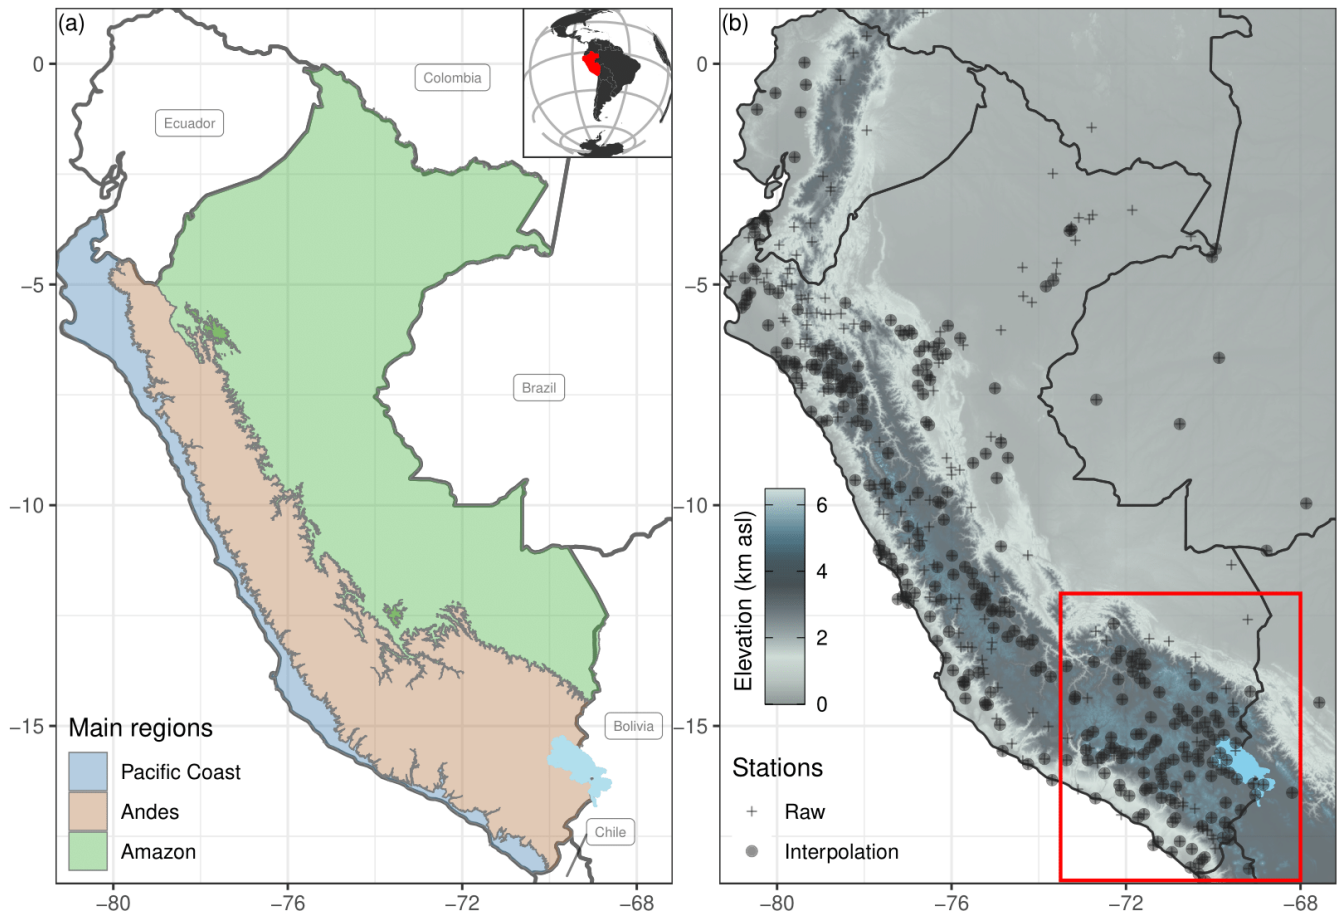 (a)
Colombia
Ecuador
Brazil
Bolivia
Chile
Main regions
Pacific Coast
Andes
Amazon
0
−5
−10
−15
−80
−76
−72
−68
(b)
Elevation (km asl)
6
4
2
0
Stations
Raw
Interpolation
0
−5
−10
−15
−80
−76
−72
−68